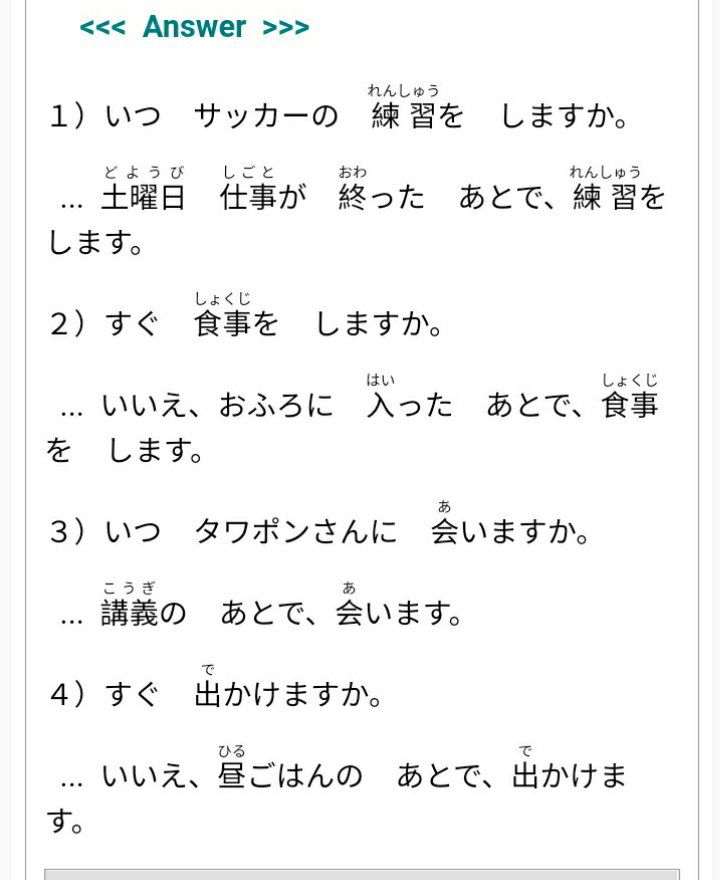 <<< Answer >>>
れんしゅう
１）いつ　サッカーの　練習を　しますか。
どようび　しごと　おわ　れんしゅう
… 土曜日　仕事が　終った　あとで、練習を
します。
しょくじ
２）すぐ　食事を　しますか。
はい　しょくじ
… いいえ、おふろに　入った　あとで、食事
を　します。
あ
３）いつ　タワポンさんに　会いますか。
こうぎ　あ
… 講義の　あとで、会います。
で
４）すぐ　出かけますか。
ひる　で
… いいえ、昼ごはんの　あとで、出かけま
す。